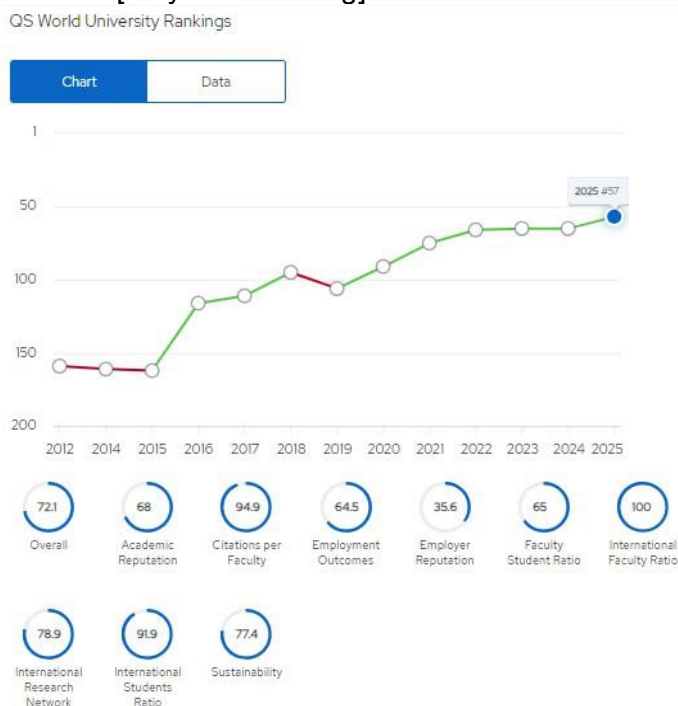 QS World University Rankings
Chart Data
1
50
2025 #57
100
150
200
2012 2014 2015 2016 2017 2018 2019 2020 2021 2022 2023 2024 2025
72.1 68 94.9 64.5 35.6 65 100
Overall Academic Citations per Employment Employer Faculty International
Reputation Faculty Outcomes Reputation Student Ratio Faculty Ratio
78.9 91.9 77.4
International International Sustainability
Research Students
Network Ratio